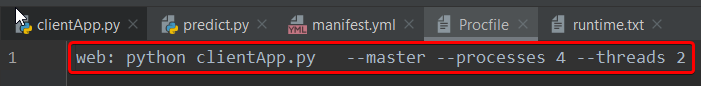 clientApp.py predict.py manifest.yml Procfile runtime.txt
YML
1 web: python clientApp.py   --master --processes 4 --threads 2